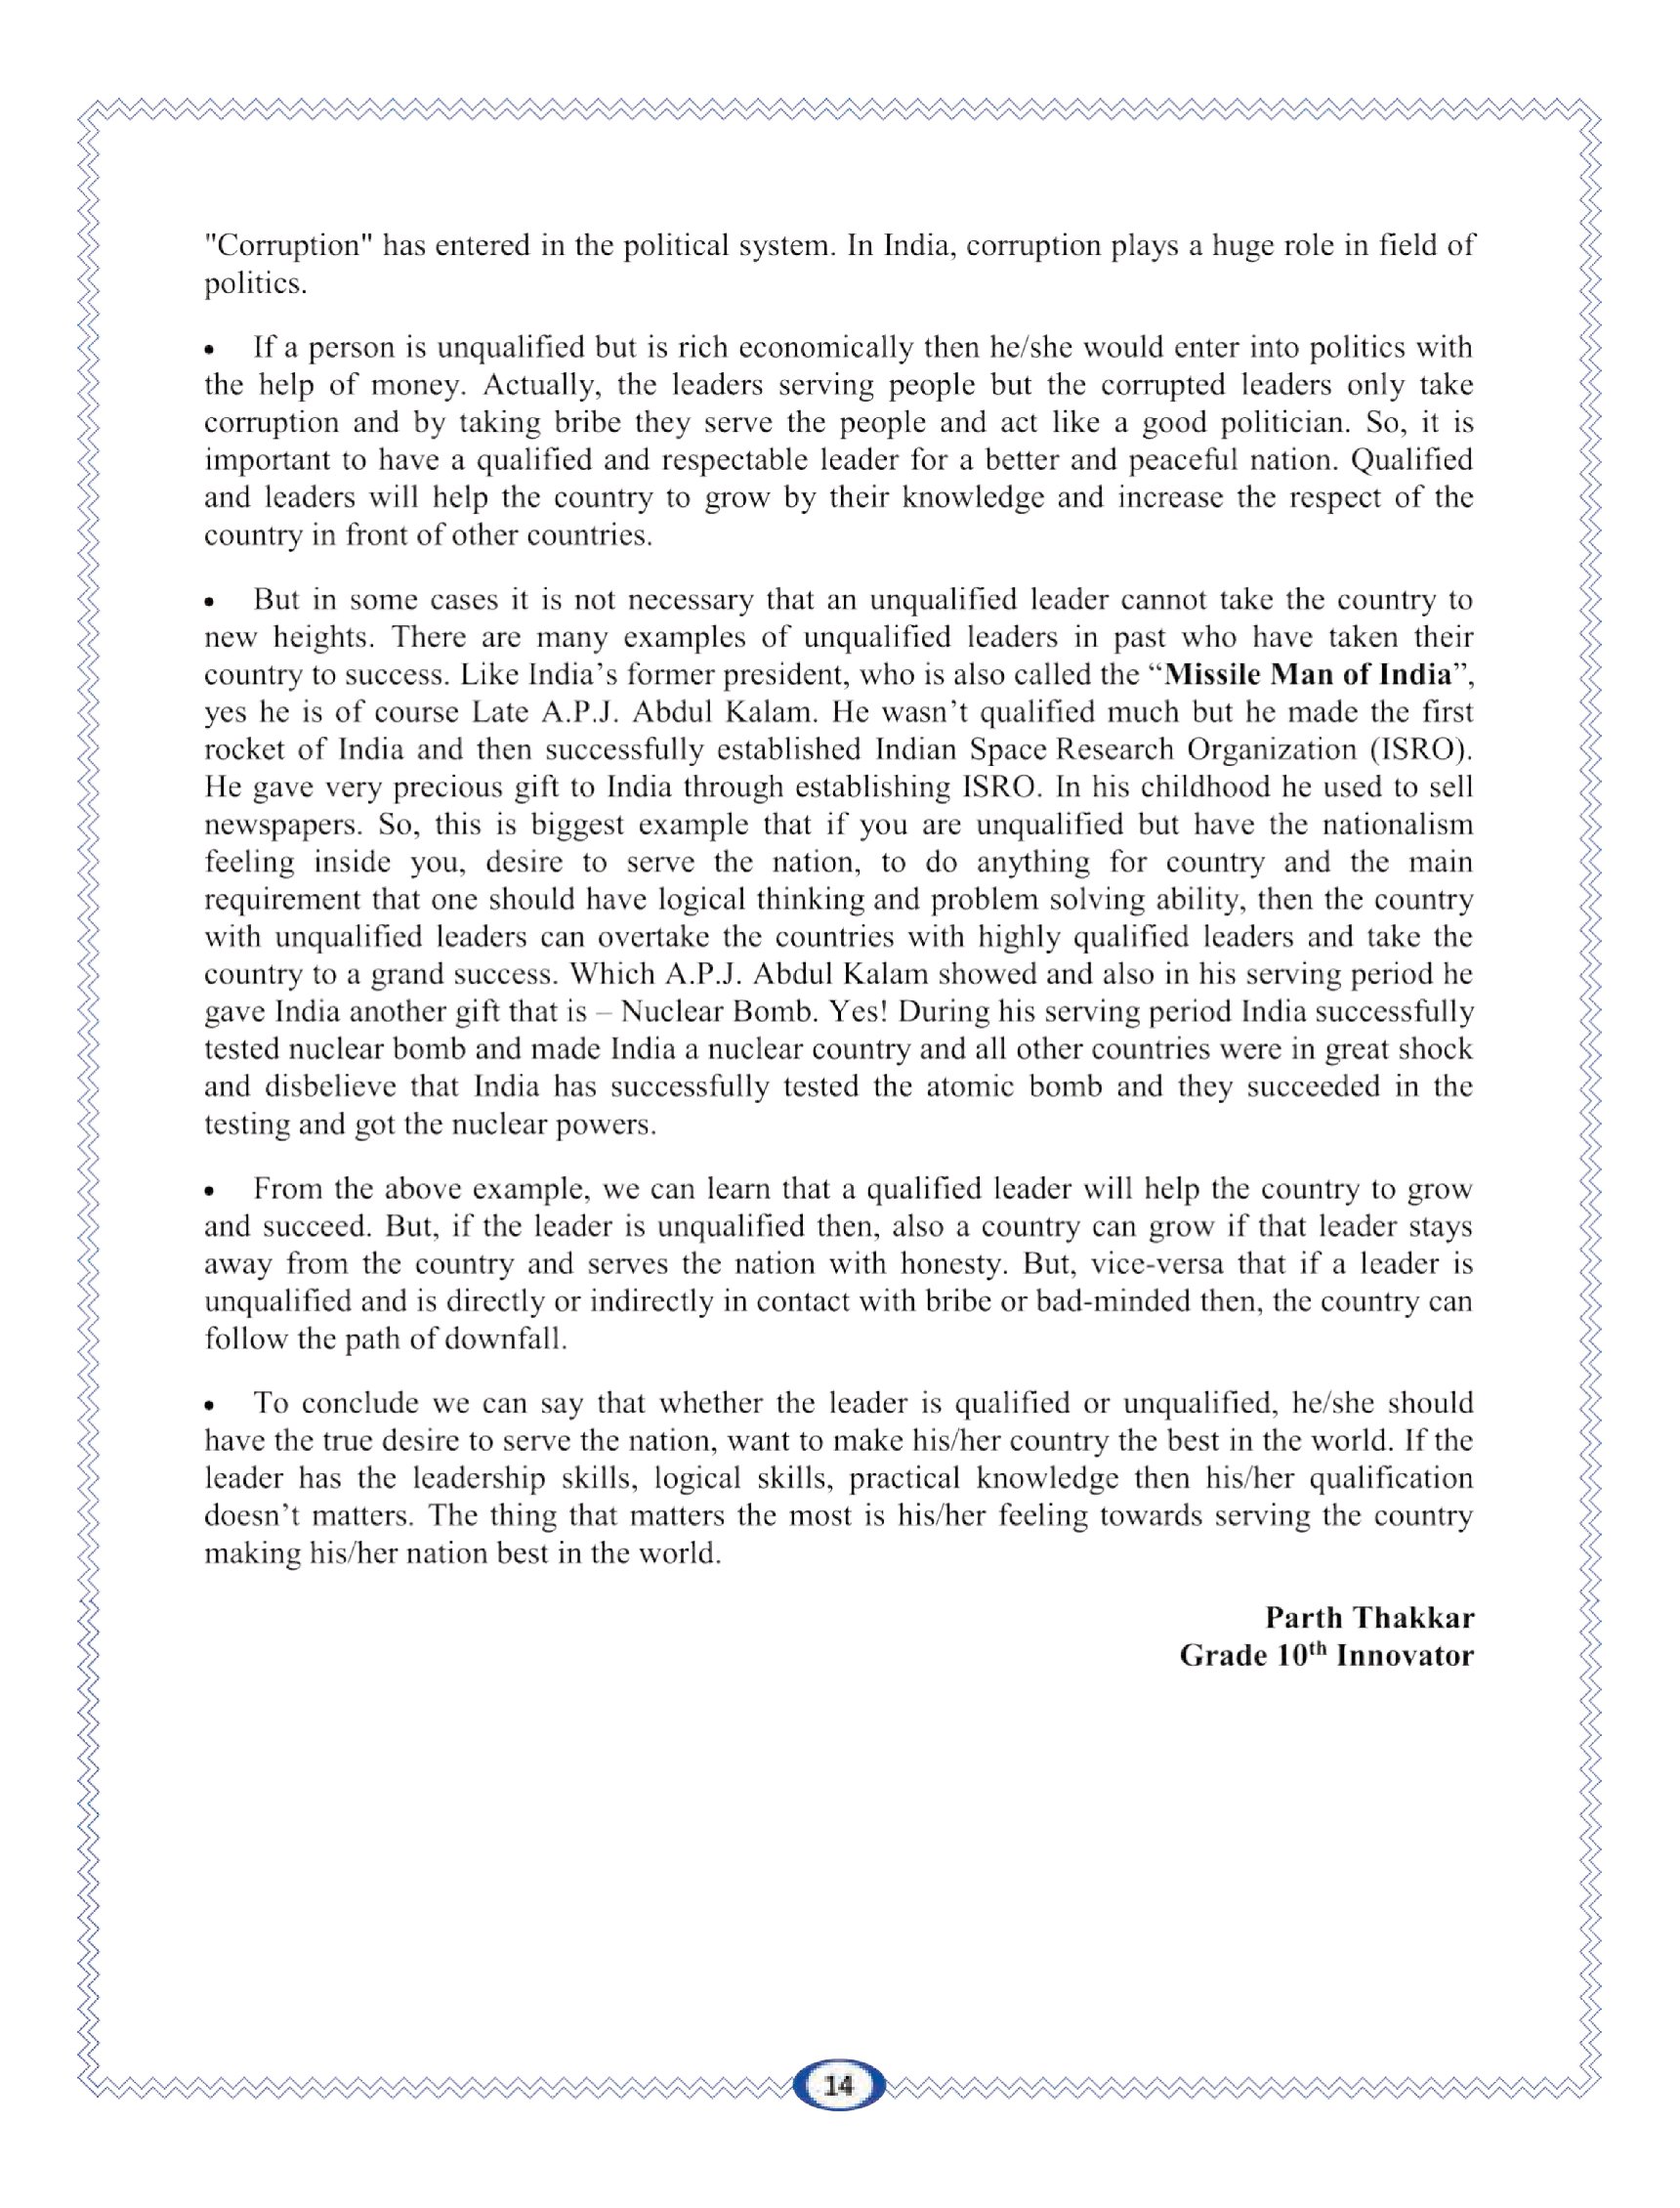 "Corruption" has entered in the political system. In India, corruption plays a huge role in field of
politics.
• If a person is unqualified but is rich economically then he/she would enter into politics with
the help of money. Actually, the leaders serving people but the corrupted leaders only take
corruption and by taking bribe they serve the people and act like a good politician. So, it is
important to have a qualified and respectable leader for a better and peaceful nation. Qualified
and leaders will help the country to grow by their knowledge and increase the respect of the
country in front of other countries.
• But in some cases it is not necessary that an unqualified leader cannot take the country to
new heights. There are many examples of unqualified leaders in past who have taken their
country to success. Like India’s former president, who is also called the “Missile Man of India”,
yes he is of course Late A.P.J. Abdul Kalam. He wasn’t qualified much but he made the first
rocket of India and then successfully established Indian Space Research Organization (ISRO).
He gave very precious gift to India through establishing ISRO. In his childhood he used to sell
newspapers. So, this is biggest example that if you are unqualified but have the nationalism
feeling inside you, desire to serve the nation, to do anything for country and the main
requirement that one should have logical thinking and problem solving ability, then the country
with unqualified leaders can overtake the countries with highly qualified leaders and take the
country to a grand success. Which A.P.J. Abdul Kalam showed and also in his serving period he
gave India another gift that is – Nuclear Bomb. Yes! During his serving period India successfully
tested nuclear bomb and made India a nuclear country and all other countries were in great shock
and disbelieve that India has successfully tested the atomic bomb and they succeeded in the
testing and got the nuclear powers.
• From the above example, we can learn that a qualified leader will help the country to grow
and succeed. But, if the leader is unqualified then, also a country can grow if that leader stays
away from the country and serves the nation with honesty. But, vice-versa that if a leader is
unqualified and is directly or indirectly in contact with bribe or bad-minded then, the country can
follow the path of downfall.
• To conclude we can say that whether the leader is qualified or unqualified, he/she should
have the true desire to serve the nation, want to make his/her country the best in the world. If the
leader has the leadership skills, logical skills, practical knowledge then his/her qualification
doesn’t matters. The thing that matters the most is his/her feeling towards serving the country
making his/her nation best in the world.
Parth Thakkar
Grade 10th Innovator
14